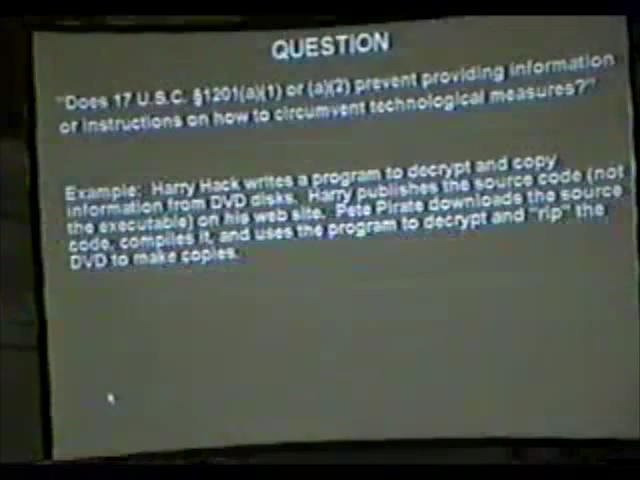 QUESTION
"Does 17 U.S.C. §1201(a)(1) or (a)(2) prevent providing information
or instructions on how to circumvent technological measures?"
Example: Harry Hack writes a program to decrypt and copy
information from DVD disks. Harry publishes the source code (not
the executable) on his web site. Pete Pirate downloads the source
code, compiles it, and uses the program to decrypt and "rip" the
DVD to make copies.